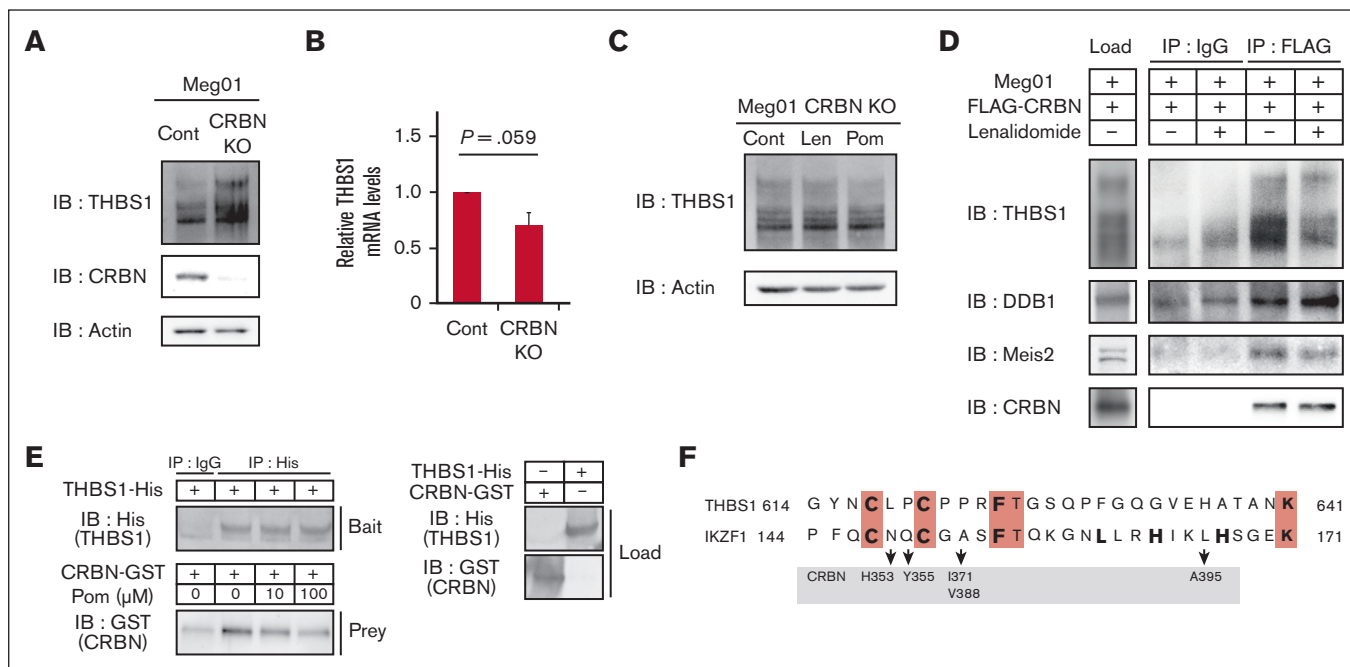 A
Meg01
Cont
CRBN
KO
IB : THBS1
IB : CRBN
IB : Actin
B
Relative THBS1
mRNA levels
1.5
1.0
0.5
0
P = .059
Cont
CRBN
KO
C
Meg01 CRBN KO
Cont Len Pom
IB : THBS1
IB : Actin
D
Load IP : IgG IP : FLAG
Meg01 + + + + +
FLAG-CRBN + + + + +
Lenalidomide – – + – +
IB : THBS1
IB : DDB1
IB : Meis2
IB : CRBN
E
IP : IgG IP : His
THBS1-His + + + +
IB : His
(THBS1)
Bait
CRBN-GST + + + +
Pom (µM) 0 0 10 100
IB : GST
(CRBN)
Prey
THBS1-His – +
CRBN-GST + –
IB : His
(THBS1)
IB : GST
(CRBN)
Load
F
THBS1 614 G Y N C L P C P P R F T G S Q P F G Q G V E H A T A N K 641
IKZF1 144 P F Q C N Q C G A S F T Q K G N L L R H I K L H S G E K 171
CRBN H353 Y355 I371 A395
V388